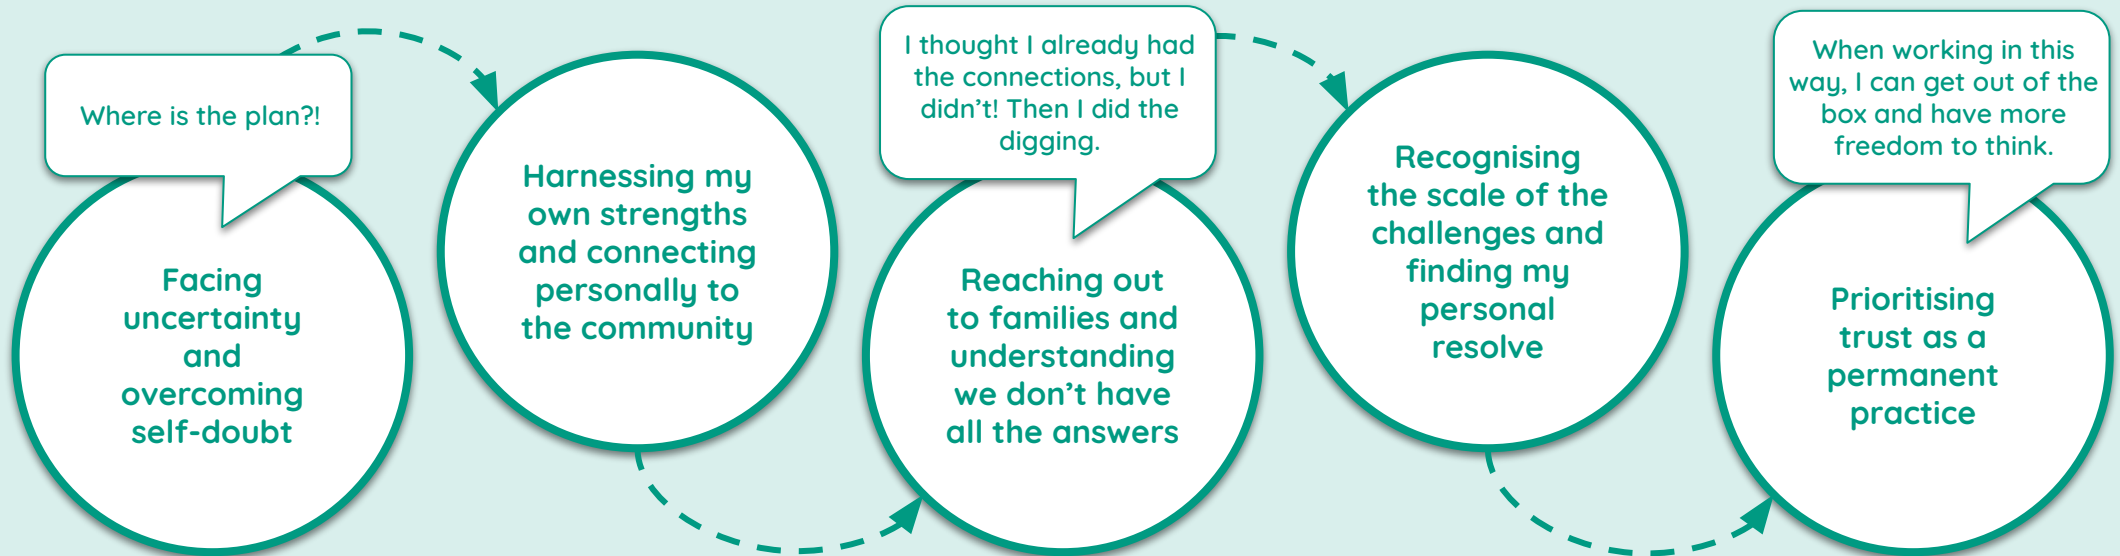 Where is the plan?!
Facing
uncertainty
and
overcoming
self-doubt
Harnessing my
own strengths
and connecting
personally to
the community
I thought I already had
the connections, but I
didn't! Then I did the
digging.
Reaching out
to families and
understanding
we don't have
all the answers
Recognising
the scale of the
challenges and
finding my
personal
resolve
When working in this
way, I can get out of the
box and have more
freedom to think.
Prioritising
trust as a
permanent
practice